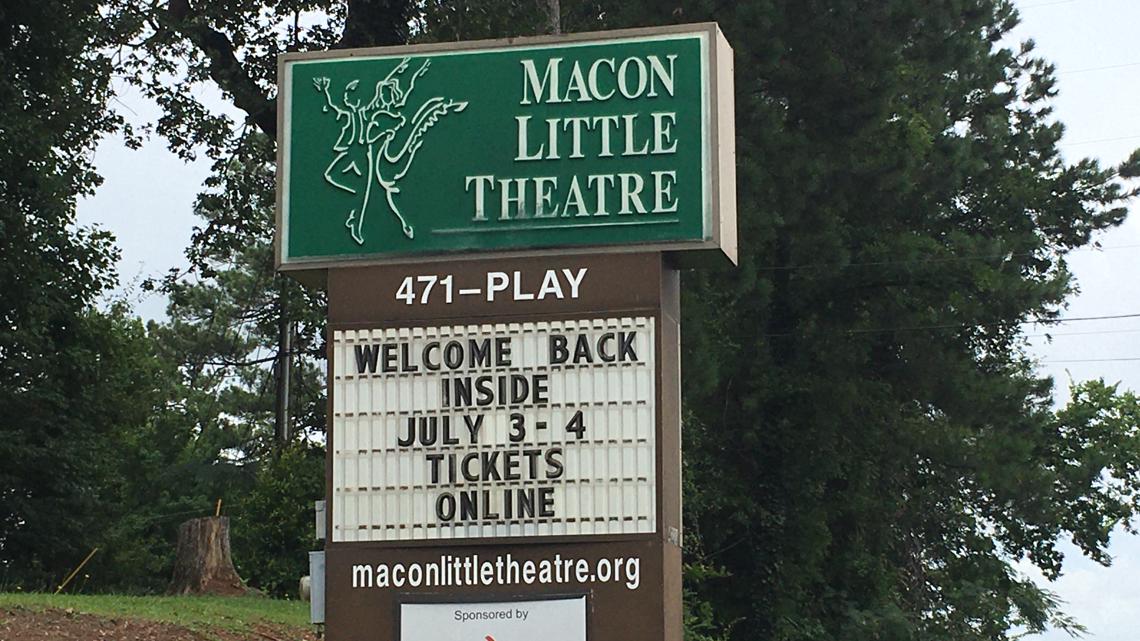 MACON
LITTLE
THEATRE
471-PLAY
WELCOME BACK
INSIDE
JULY 3-4
TICKETS
ONLINE
maconlittletheatre.org
Sponsored by